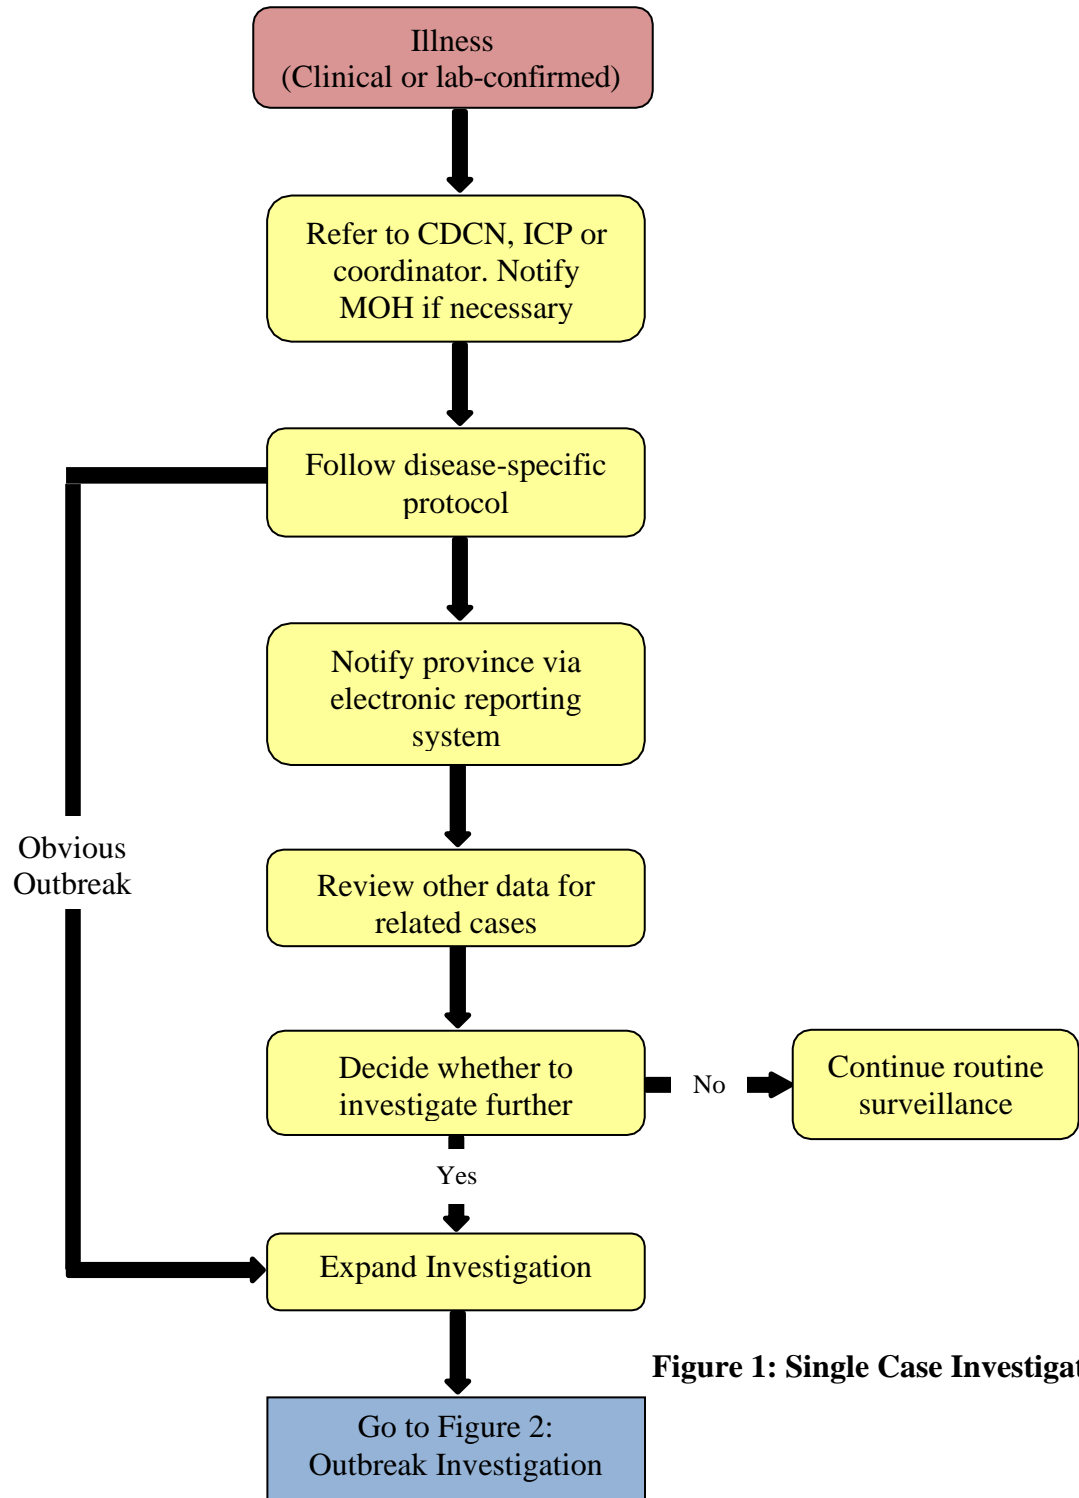 Illness
(Clinical or lab-confirmed)
Refer to CDCN, ICP or
coordinator. Notify
MOH if necessary
Follow disease-specific
protocol
Notify province via
electronic reporting
system
Obvious
Outbreak
Review other data for
related cases
Decide whether to
investigate further
No
Continue routine
surveillance
Yes
Expand Investigation
Figure 1: Single Case Investigat
Go to Figure 2:
Outbreak Investigation